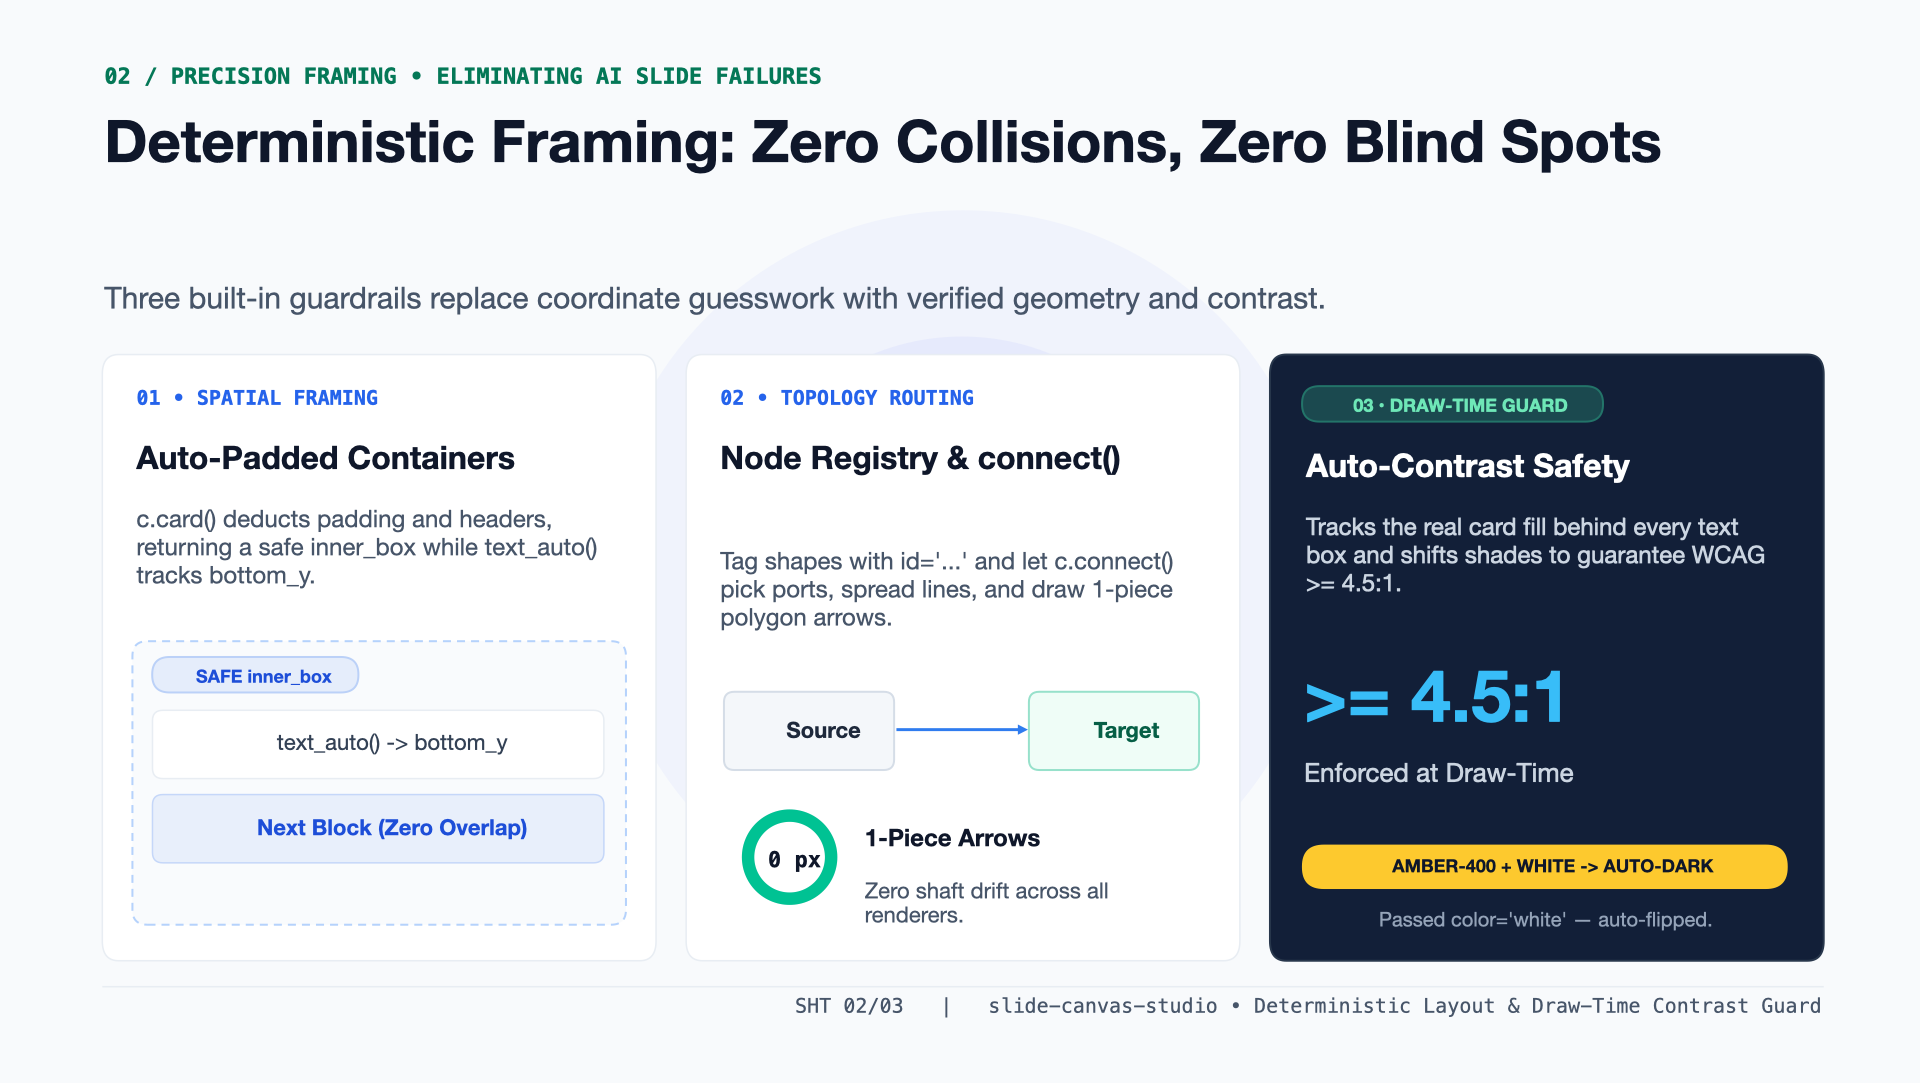 02 / PRECISION FRAMING • ELIMINATING AI SLIDE FAILURES
Deterministic Framing: Zero Collisions, Zero Blind Spots
Three built-in guardrails replace coordinate guesswork with verified geometry and contrast.
01 • SPATIAL FRAMING
Auto-Padded Containers
c.card() deducts padding and headers,
returning a safe inner_box while text_auto()
tracks bottom_y.
SAFE inner_box
text_auto() -> bottom_y
Next Block (Zero Overlap)
02 • TOPOLOGY ROUTING
Node Registry & connect()
Tag shapes with id='...' and let c.connect()
pick ports, spread lines, and draw 1-piece
polygon arrows.
Source
Target
0 px
1-Piece Arrows
Zero shaft drift across all
renderers.
03 · DRAW-TIME GUARD
Auto-Contrast Safety
Tracks the real card fill behind every text
box and shifts shades to guarantee WCAG
>= 4.5:1.
>= 4.5:1
Enforced at Draw-Time
AMBER-400 + WHITE -> AUTO-DARK
Passed color='white' — auto-flipped.
SHT 02/03 | slide-canvas-studio • Deterministic Layout & Draw-Time Contrast Guard